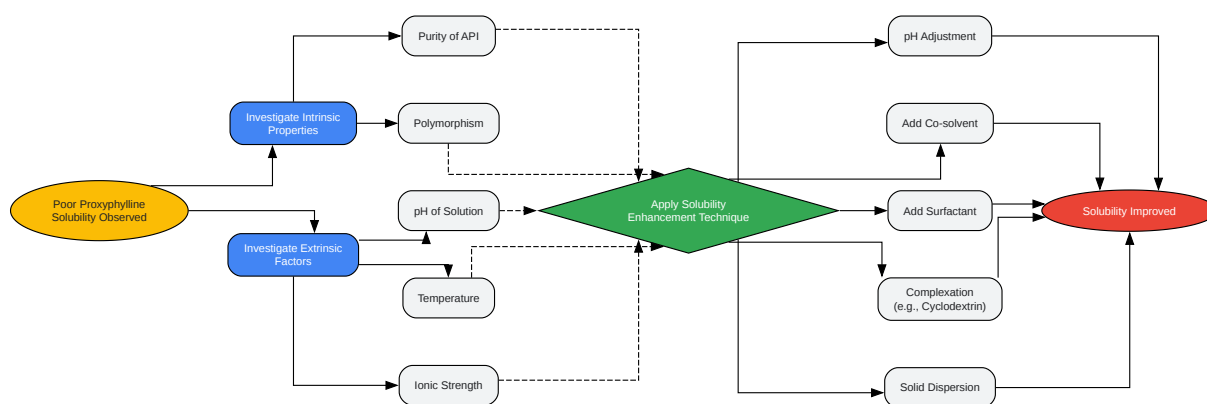 Poor Proxyphylline
Solubility Observed
Investigate Intrinsic
Properties
Investigate Extrinsic
Factors
Purity of API
Polymorphism
pH of Solution
Temperature
Ionic Strength
Apply Solubility
Enhancement Technique
pH Adjustment
Add Co-solvent
Add Surfactant
Complexation
(e.g., Cyclodextrin)
Solid Dispersion
Solubility Improved